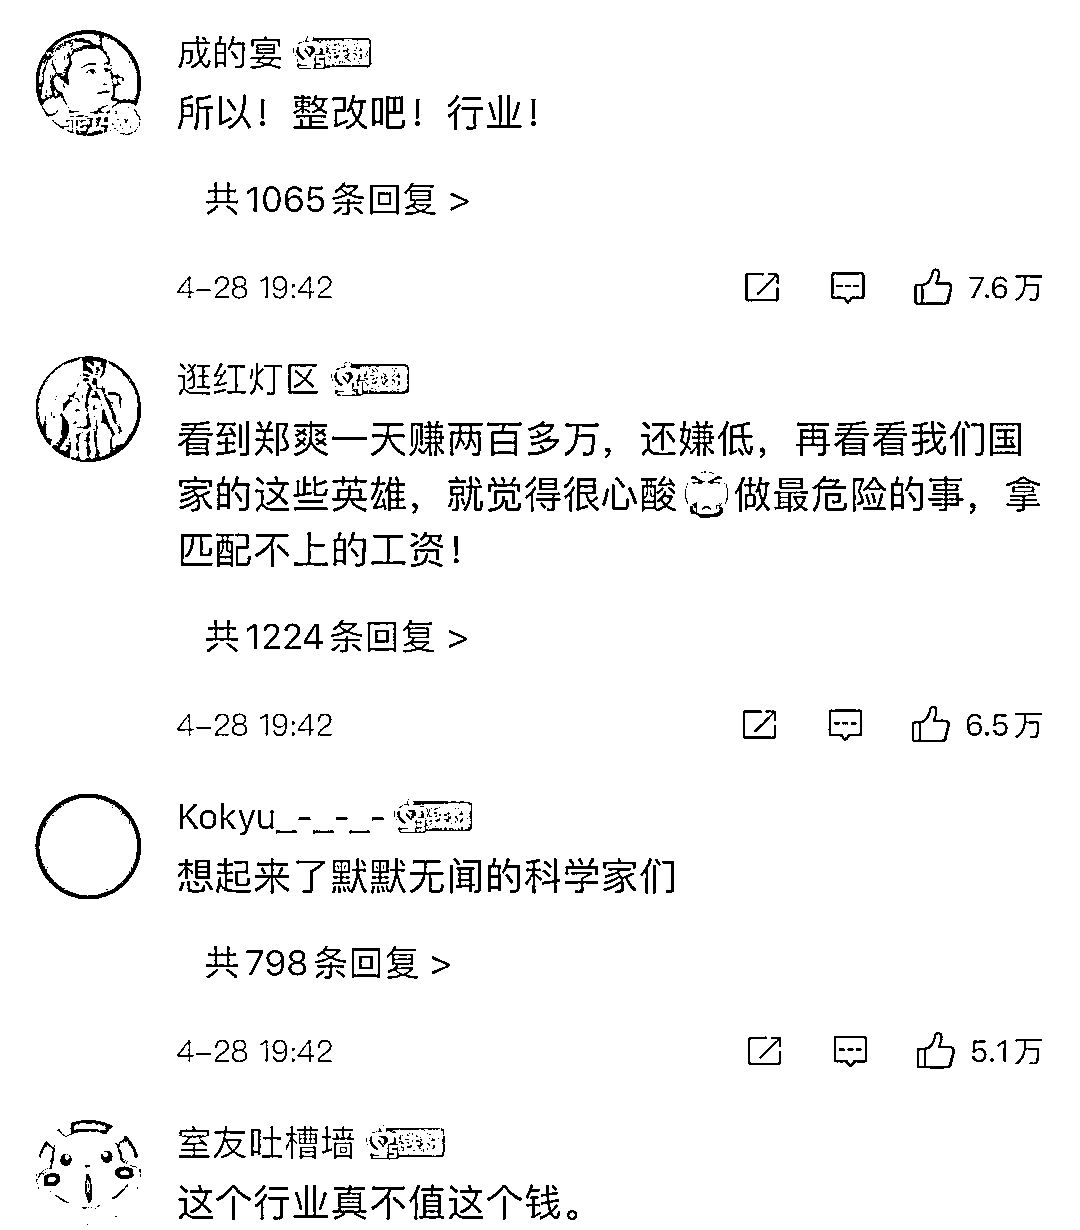 成的宴
所以！整改吧！行业！
共1065条回复 >
4-28 19:42
7.6万
逛红灯区
看到郑爽一天赚两百多万，还嫌低，再看看我们国
家的这些英雄，就觉得很心酸做最危险的事，拿
匹配不上的工资！
共1224条回复 >
4-28 19:42
6.5万
Kokyu_-_-_-
想起来了默默无闻的科学家们
共798条回复 >
4-28 19:42
5.1万
室友吐槽墙
这个行业真不值这个钱。